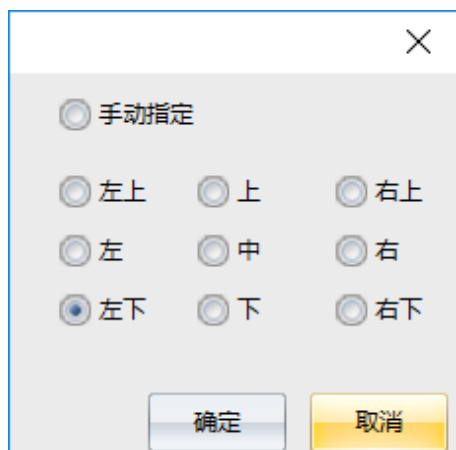 手动指定
左上 上 右上
左 中 右
左下 下 右下
确定 取消